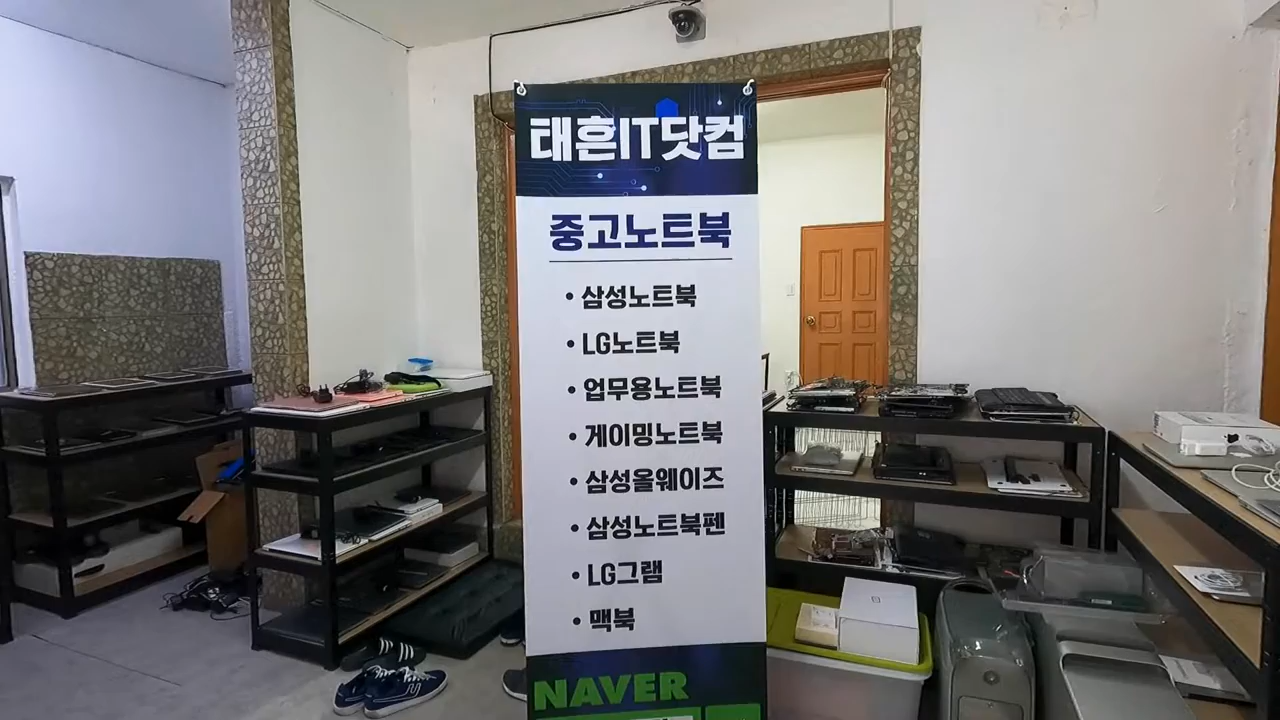 태흔IT닷컴
중고노트북
• 삼성노트북
• LG노트북
• 업무용노트북
• 게이밍노트북
• 삼성올웨이즈
• 삼성노트북펜
• LG그램
• 맥북
NAVER